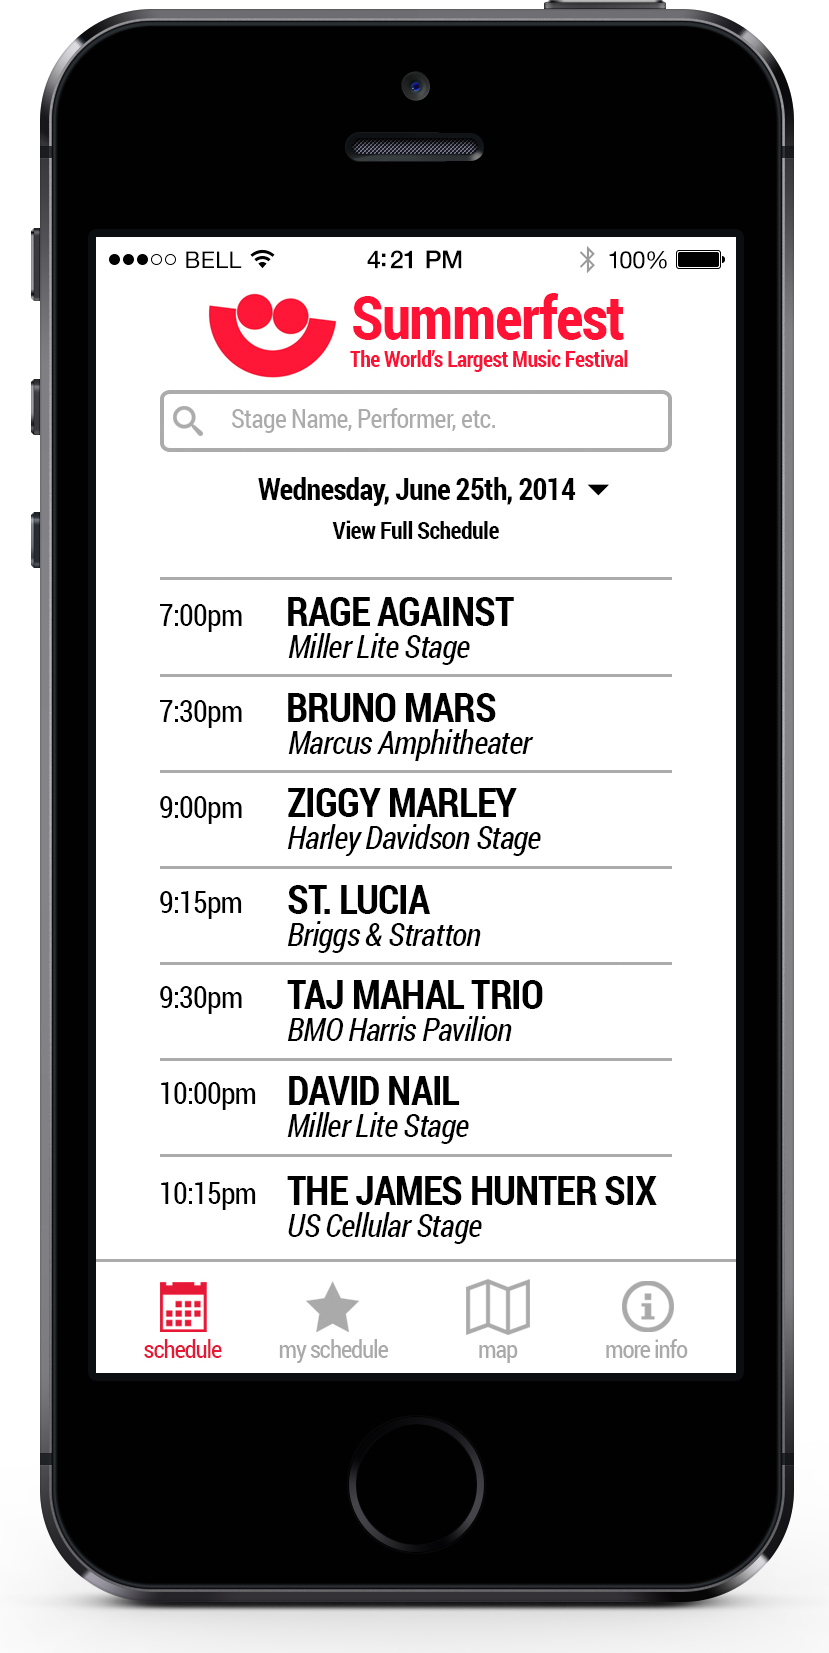 BELL 4:21 PM 100%
Summerfest
The World's Largest Music Festival
Stage Name, Performer, etc.
Wednesday, June 25th, 2014
View Full Schedule
7:00pm RAGE AGAINST
Miller Lite Stage
7:30pm BRUNO MARS
Marcus Amphitheater
9:00pm ZIGGY MARLEY
Harley Davidson Stage
9:15pm ST. LUCIA
Briggs & Stratton
9:30pm TAJ MAHAL TRIO
BMO Harris Pavilion
10:00pm DAVID NAIL
Miller Lite Stage
10:15pm THE JAMES HUNTER SIX
US Cellular Stage
schedule my schedule map more info